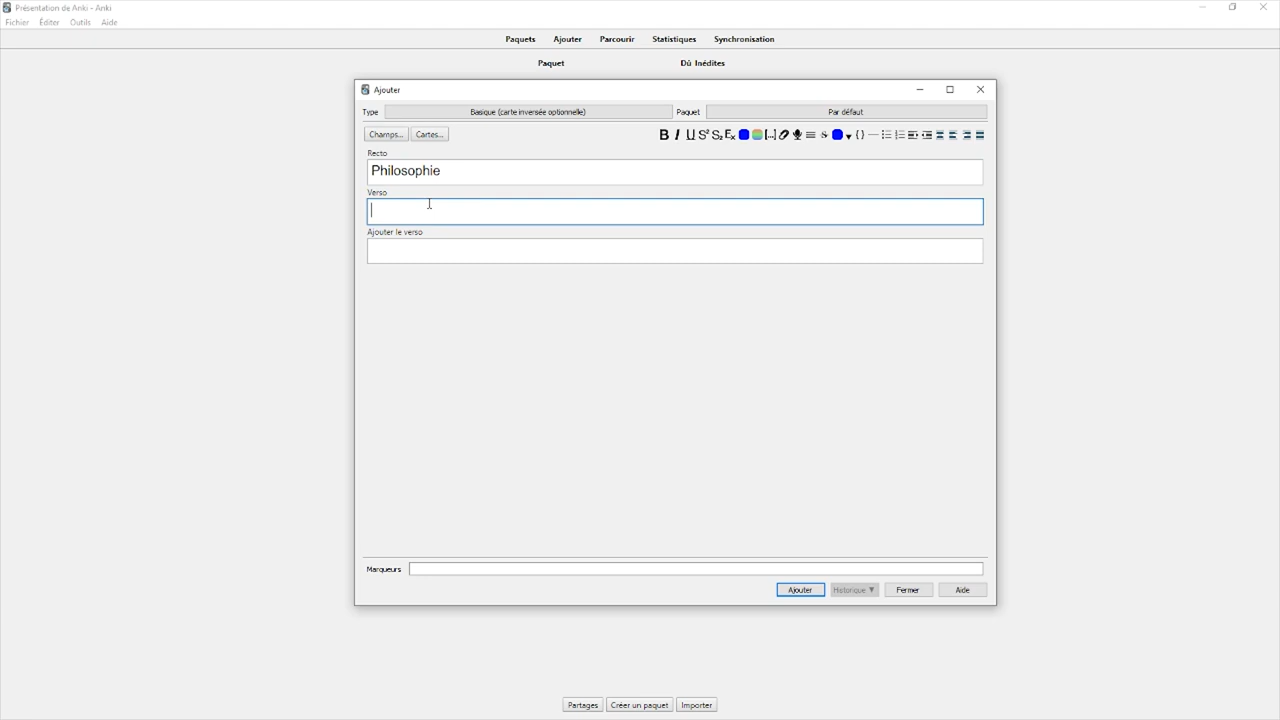 Présentation de Anki - Anki
Fichier Éditer Outils Aide
Paquets Ajouter Parcourir Statistiques Synchronisation
Paquet Dû Inédites
Ajouter
Type Basique (carte inversée optionnelle) Paquet Par défaut
Champs... Cartes...
Recto
Philosophie
Verso
Ajouter le verso
Marqueurs
Ajouter Historique ▼ Fermer Aide
Partages Créer un paquet Importer